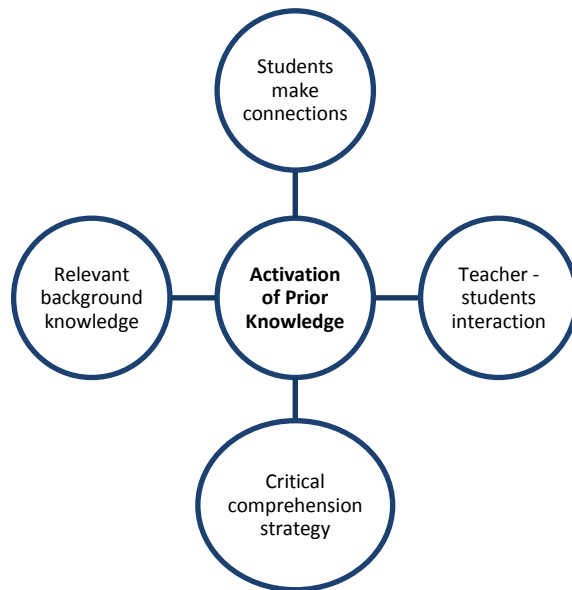 Students
make
connections
Relevant
background
knowledge
Activation
of Prior
Knowledge
Teacher -
students
interaction
Critical
comprehension
strategy